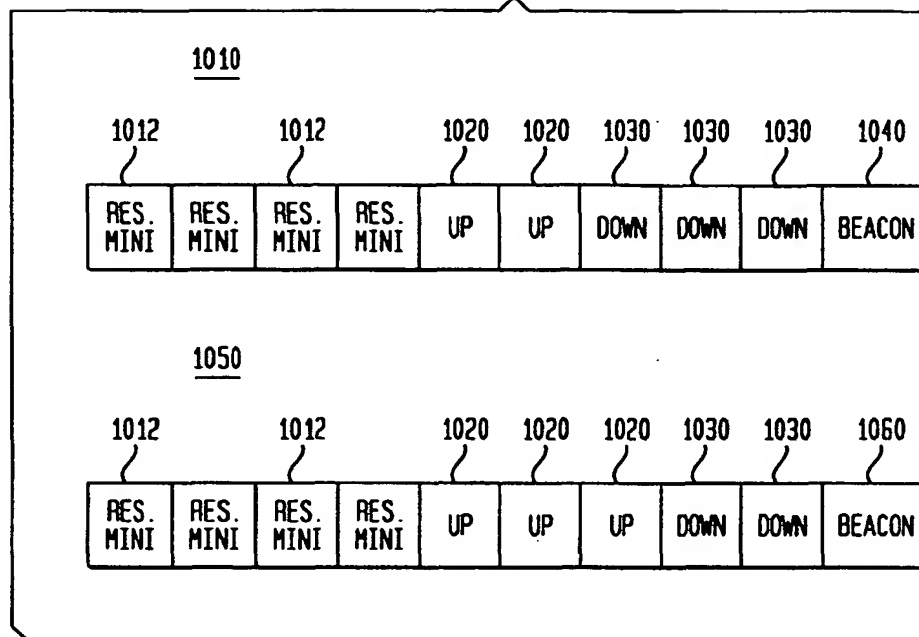 1010
1012 1012 1020 1020 1030 1030 1030 1040
RES. MINI RES. MINI RES. MINI RES. MINI UP UP DOWN DOWN DOWN BEACON
1050
1012 1012 1020 1020 1020 1030 1030 1060
RES. MINI RES. MINI RES. MINI RES. MINI UP UP UP DOWN DOWN BEACON